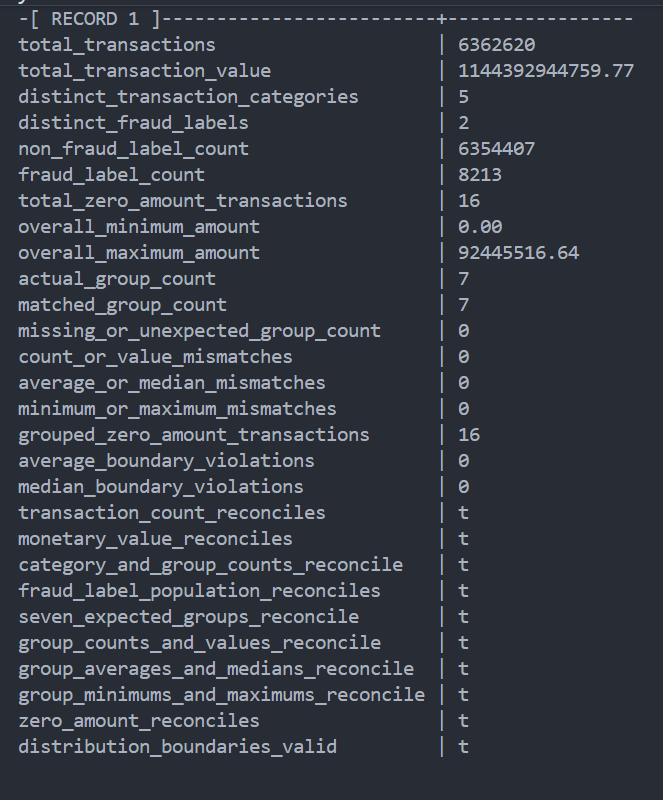 -[ RECORD 1 ]-------------------------+-----------------
total_transactions                    | 6362620
total_transaction_value               | 1144392944759.77
distinct_transaction_categories       | 5
distinct_fraud_labels                 | 2
non_fraud_label_count                 | 6354407
fraud_label_count                     | 8213
total_zero_amount_transactions        | 16
overall_minimum_amount                | 0.00
overall_maximum_amount                | 92445516.64
actual_group_count                    | 7
matched_group_count                   | 7
missing_or_unexpected_group_count     | 0
count_or_value_mismatches             | 0
average_or_median_mismatches          | 0
minimum_or_maximum_mismatches         | 0
grouped_zero_amount_transactions      | 16
average_boundary_violations           | 0
median_boundary_violations            | 0
transaction_count_reconciles          | t
monetary_value_reconciles             | t
category_and_group_counts_reconcile   | t
fraud_label_population_reconciles     | t
seven_expected_groups_reconcile       | t
group_counts_and_values_reconcile     | t
group_averages_and_medians_reconcile  | t
group_minimums_and_maximums_reconcile | t
zero_amount_reconciles                | t
distribution_boundaries_valid         | t